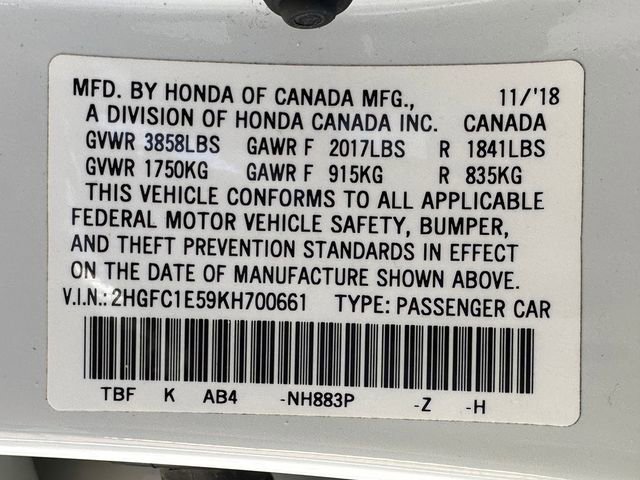 MFD. BY HONDA OF CANADA MFG., 11/'18
A DIVISION OF HONDA CANADA INC. CANADA
GVWR 3858LBS GAWR F 2017LBS R 1841LBS
GVWR 1750KG GAWR F 915KG R 835KG
THIS VEHICLE CONFORMS TO ALL APPLICABLE
FEDERAL MOTOR VEHICLE SAFETY, BUMPER,
AND THEFT PREVENTION STANDARDS IN EFFECT
ON THE DATE OF MANUFACTURE SHOWN ABOVE.
V.I.N.: 2HGFC1E59KH700661 TYPE: PASSENGER CAR
TBF K AB4 -NH883P -Z -H